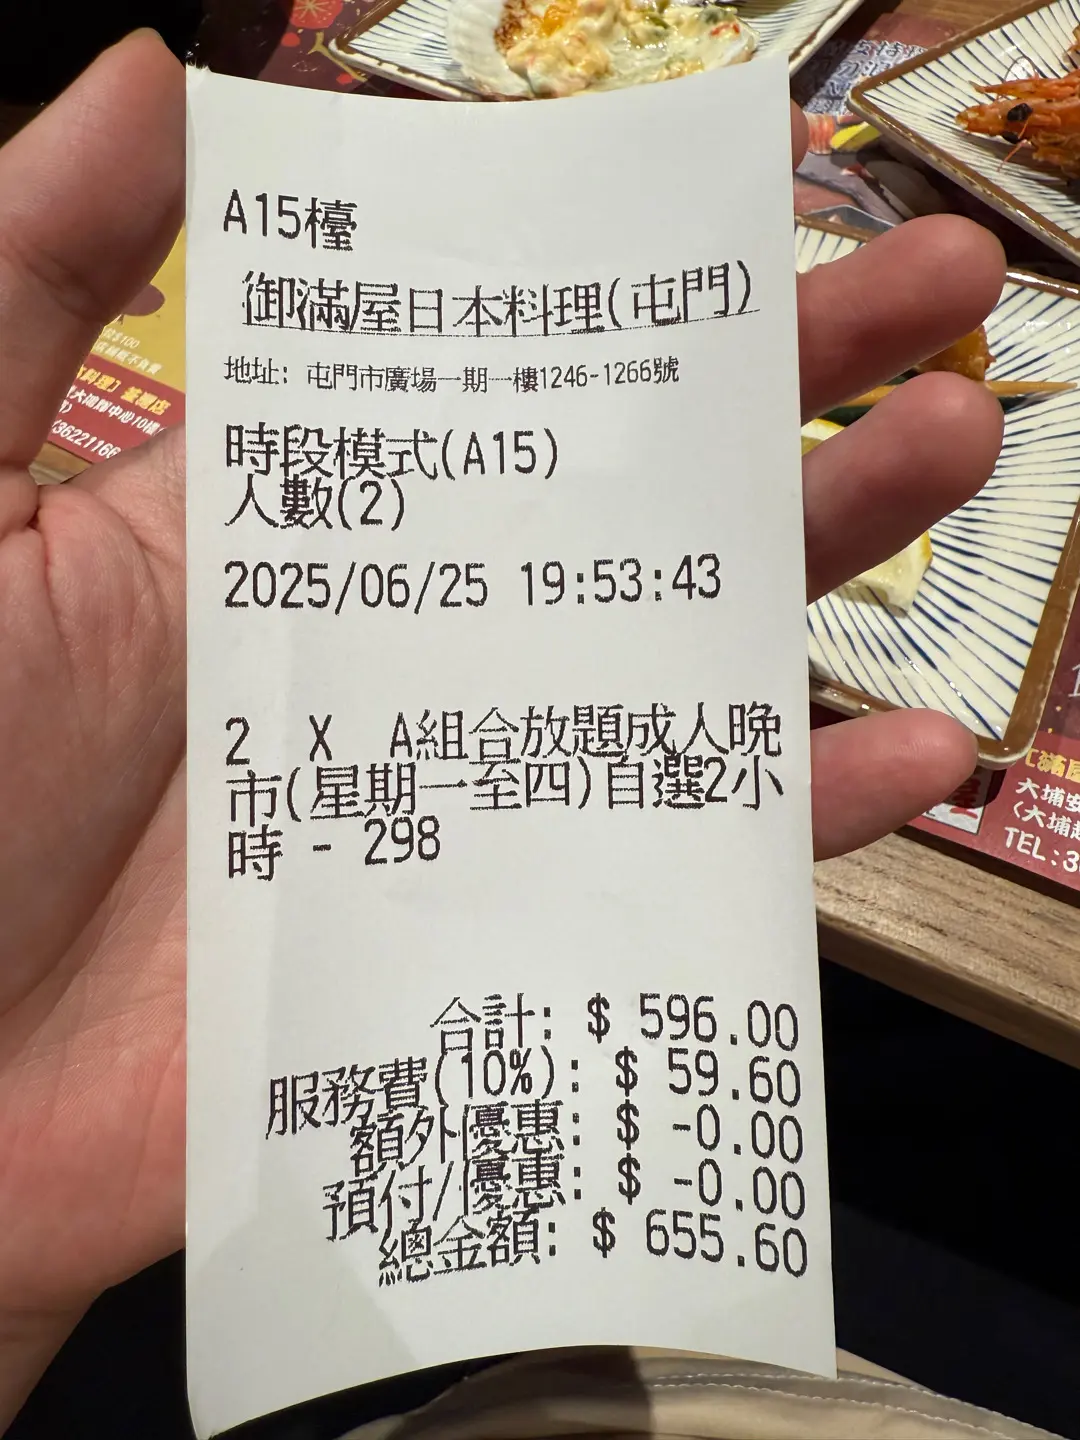 A15檯
御滿屋日本料理(屯門)
地址: 屯門市廣場一期一樓1246-1266號
時段模式(A15)
人數(2)
2025/06/25 19:53:43
2 X A組合放題成人晚
市(星期一至四)自選2小
時 - 298
合計: $ 596.00
服務費(10%): $ 59.60
額外優惠: $ -0.00
預付/優惠: $ -0.00
總金額: $ 655.60
大埔安
TEL:3